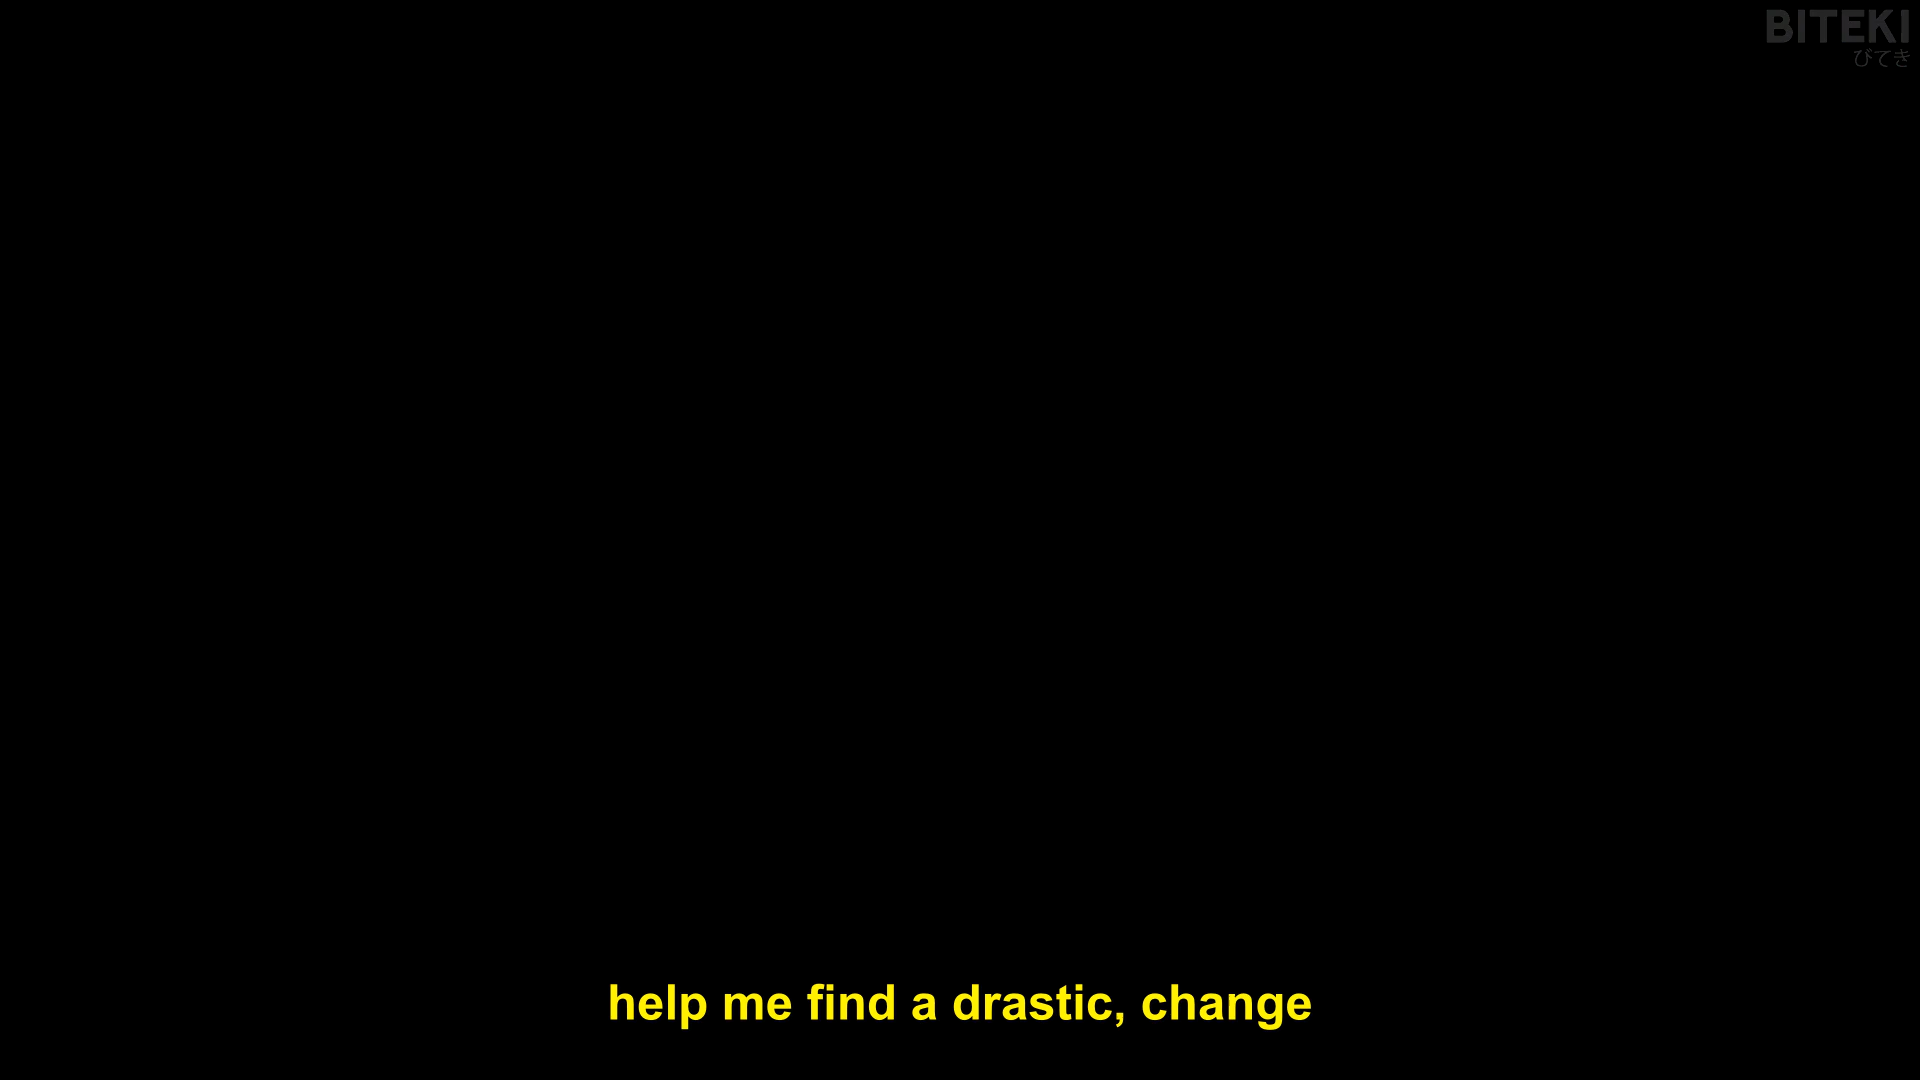 BITEKI
びてき
help me find a drastic, change